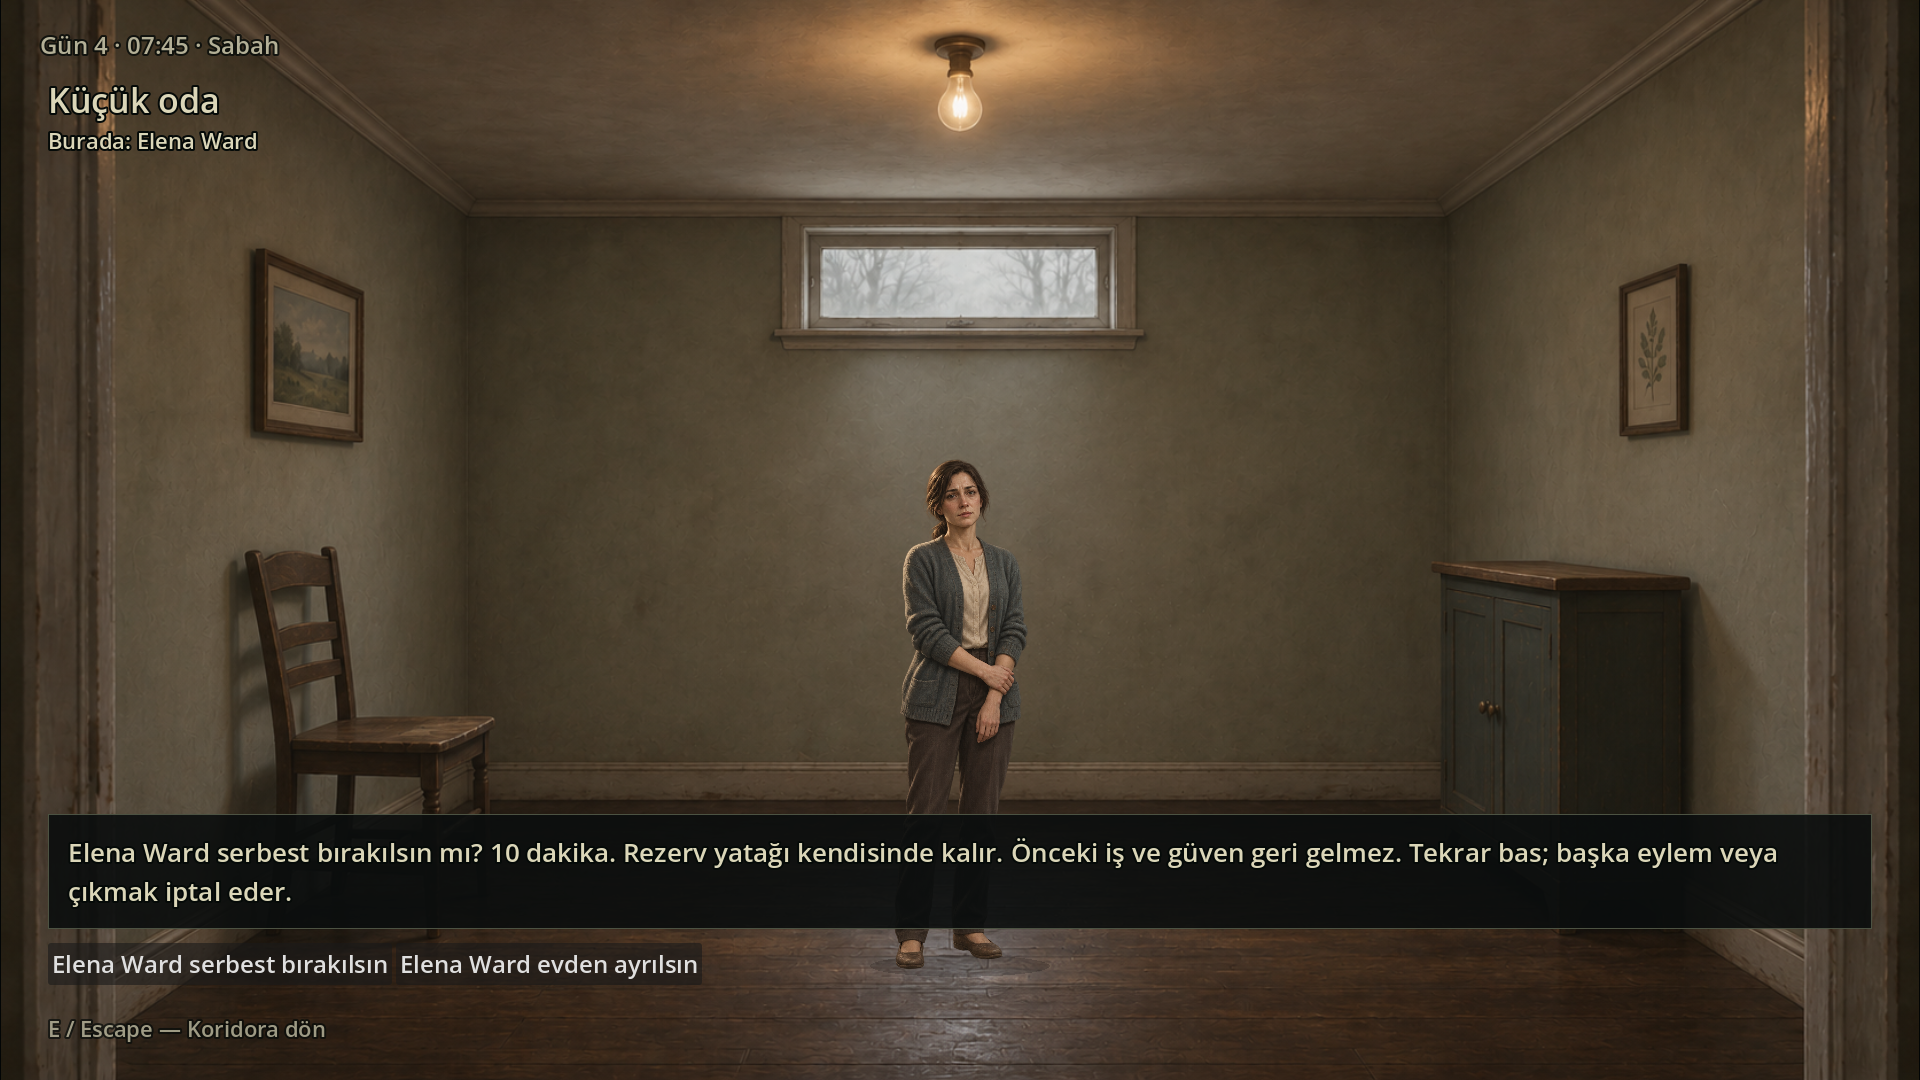 Gün 4 · 07:45 · Sabah
Küçük oda
Burada: Elena Ward
Elena Ward serbest bırakılsın mı? 10 dakika. Rezerv yatağı kendisinde kalır. Önceki iş ve güven geri gelmez. Tekrar bas; başka eylem veya
çıkmak iptal eder.
Elena Ward serbest bırakılsın Elena Ward evden ayrılsın
E / Escape — Koridora dön